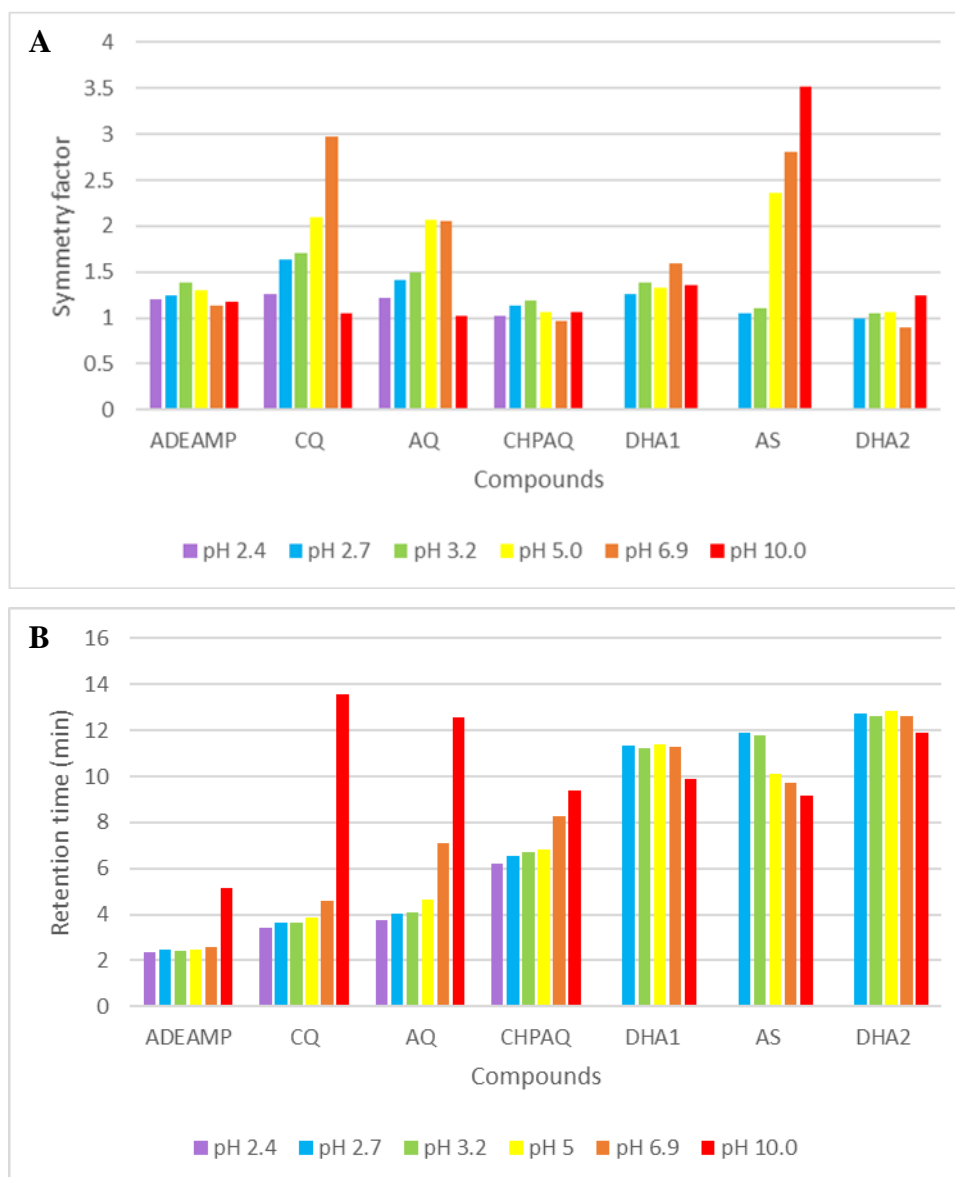 A
4
3.5
3
2.5
2
1.5
1
0.5
0
Symmetry factor
ADEAMP CQ AQ CHPAQ DHA1 AS DHA2
Compounds
pH 2.4 pH 2.7 pH 3.2 pH 5.0 pH 6.9 pH 10.0
B
16
14
12
10
8
6
4
2
0
Retention time (min)
ADEAMP CQ AQ CHPAQ DHA1 AS DHA2
Compounds
pH 2.4 pH 2.7 pH 3.2 pH 5 pH 6.9 pH 10.0